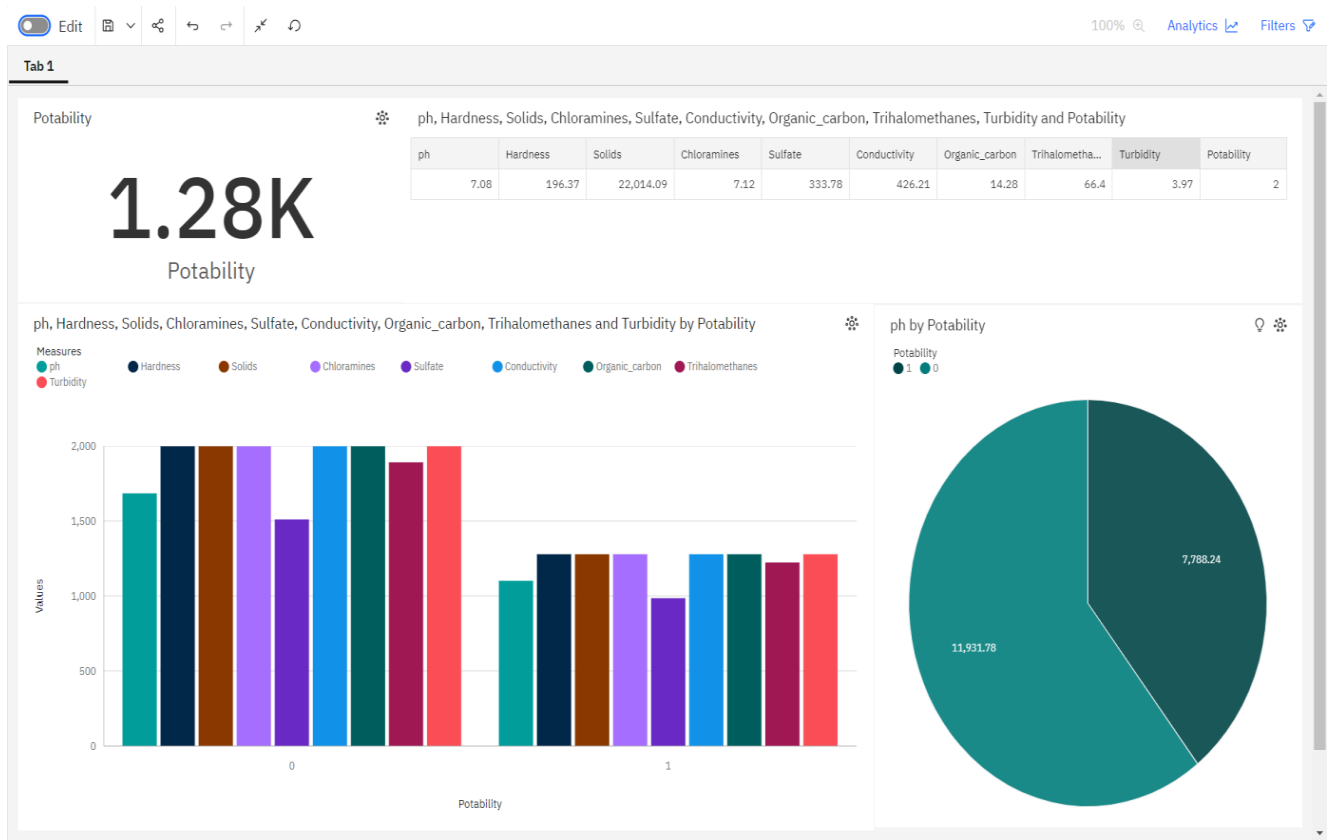 Edit
100%
Analytics
Filters
Tab 1
Potability
1.28K
Potability
ph, Hardness, Solids, Chloramines, Sulfate, Conductivity, Organic_carbon, Trihalomethanes, Turbidity and Potability
ph Hardness Solids Chloramines Sulfate Conductivity Organic_carbon Trihalometha... Turbidity Potability
7.08 196.37 22,014.09 7.12 333.78 426.21 14.28 66.4 3.97 2
ph, Hardness, Solids, Chloramines, Sulfate, Conductivity, Organic_carbon, Trihalomethanes and Turbidity by Potability
Measures
ph Hardness Solids Chloramines Sulfate Conductivity Organic_carbon Trihalomethanes
Turbidity
2,000
1,500
1,000
500
0
Values
0 1
Potability
ph by Potability
Potability
1 0
7,788.24
11,931.78